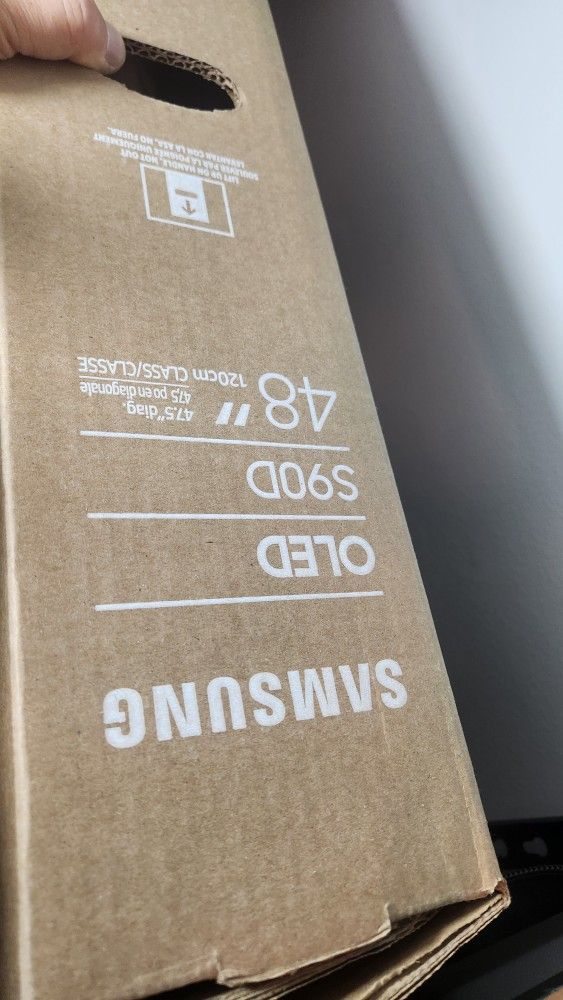 SAMSUNG
OLED
S90D
48"
47.5"diag.
47,5 po en diagonale
120cm CLASS/CLASSE
LIFT UP ON HANDLE, NOT OUT
SOULEVER PAR LA POIGNÉE UNIQUEMENT
LEVANTAR CON LA ASA, NO FUERA.